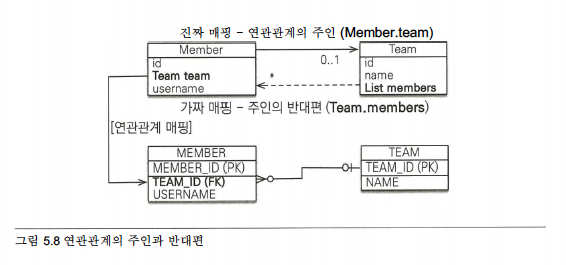 진짜 매핑 - 연관관계의 주인 (Member.team)
Member
id
Team team
username
0..1
*
Team
id
name
List members
가짜 매핑 - 주인의 반대편 (Team.members)
[연관관계 매핑]
MEMBER
MEMBER_ID (PK)
TEAM_ID (FK)
USERNAME
TEAM
TEAM_ID (PK)
NAME
그림 5.8 연관관계의 주인과 반대편